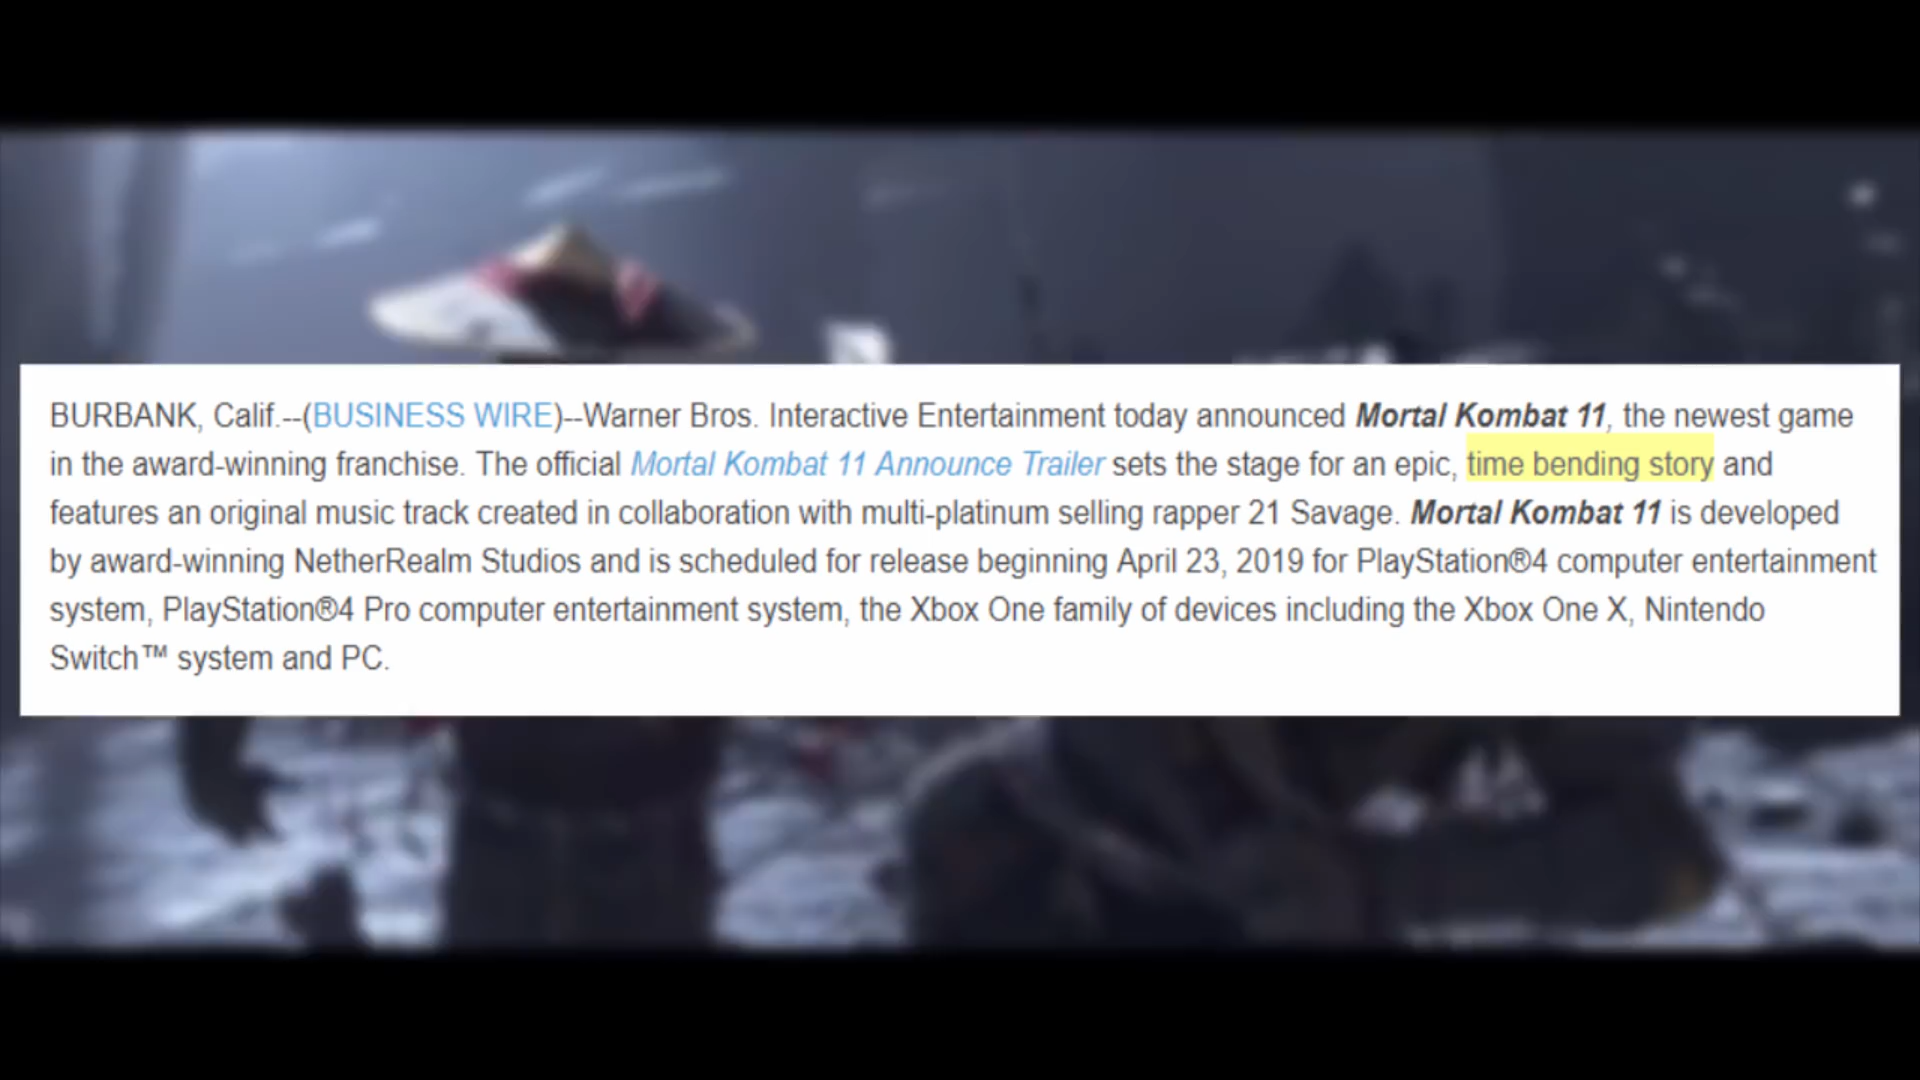 BURBANK, Calif.--(BUSINESS WIRE)--Warner Bros. Interactive Entertainment today announced Mortal Kombat 11, the newest game
in the award-winning franchise. The official Mortal Kombat 11 Announce Trailer sets the stage for an epic, time bending story and
features an original music track created in collaboration with multi-platinum selling rapper 21 Savage. Mortal Kombat 11 is developed
by award-winning NetherRealm Studios and is scheduled for release beginning April 23, 2019 for PlayStation®4 computer entertainment
system, PlayStation®4 Pro computer entertainment system, the Xbox One family of devices including the Xbox One X, Nintendo
Switch™ system and PC.